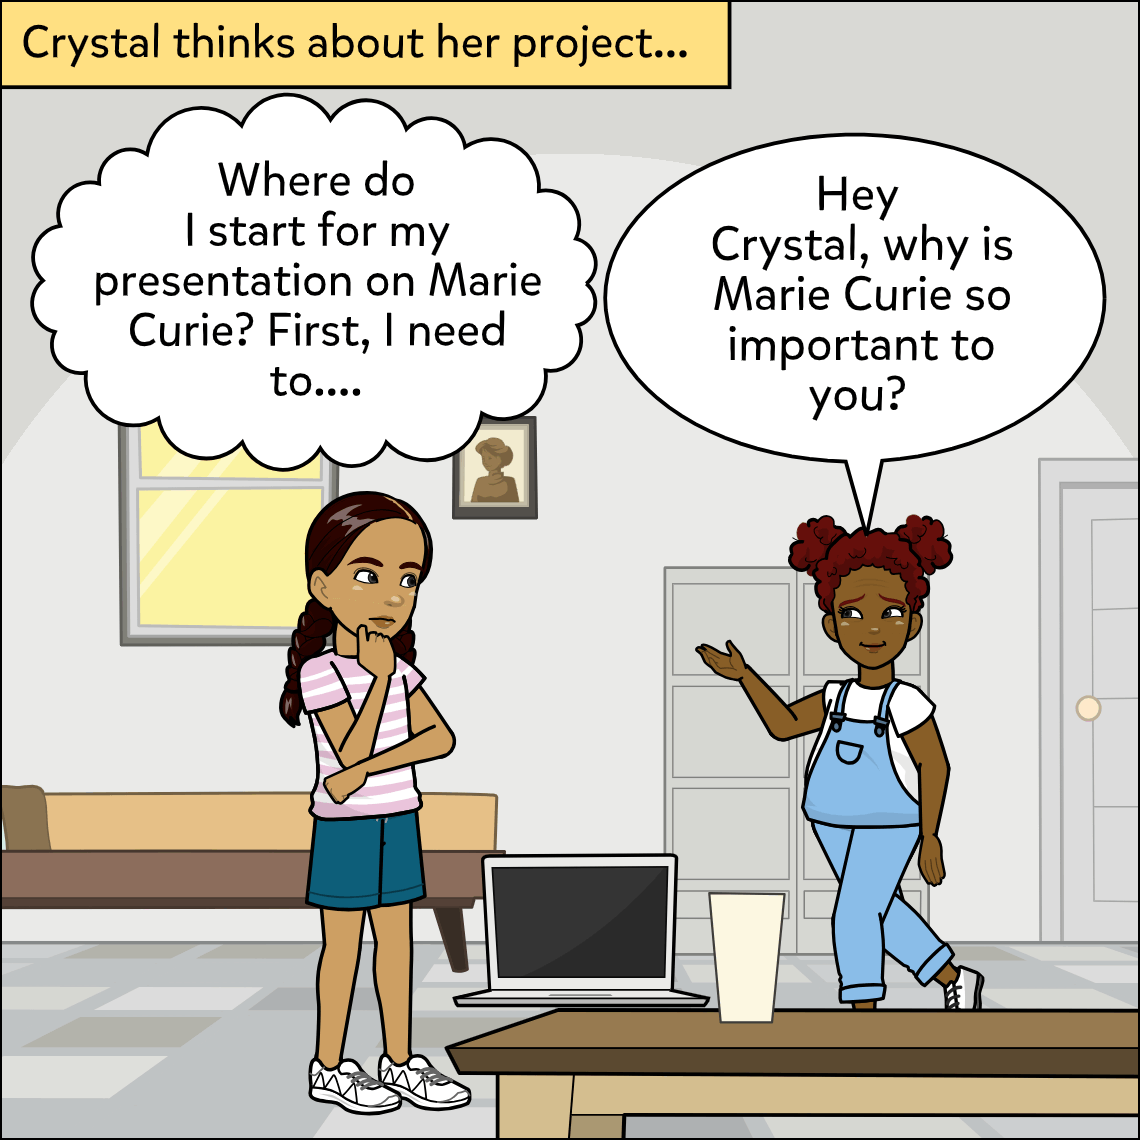 Crystal thinks about her project...
Where do
I start for my
presentation on Marie
Curie? First, I need
to....
Hey
Crystal, why is
Marie Curie so
important to
you?